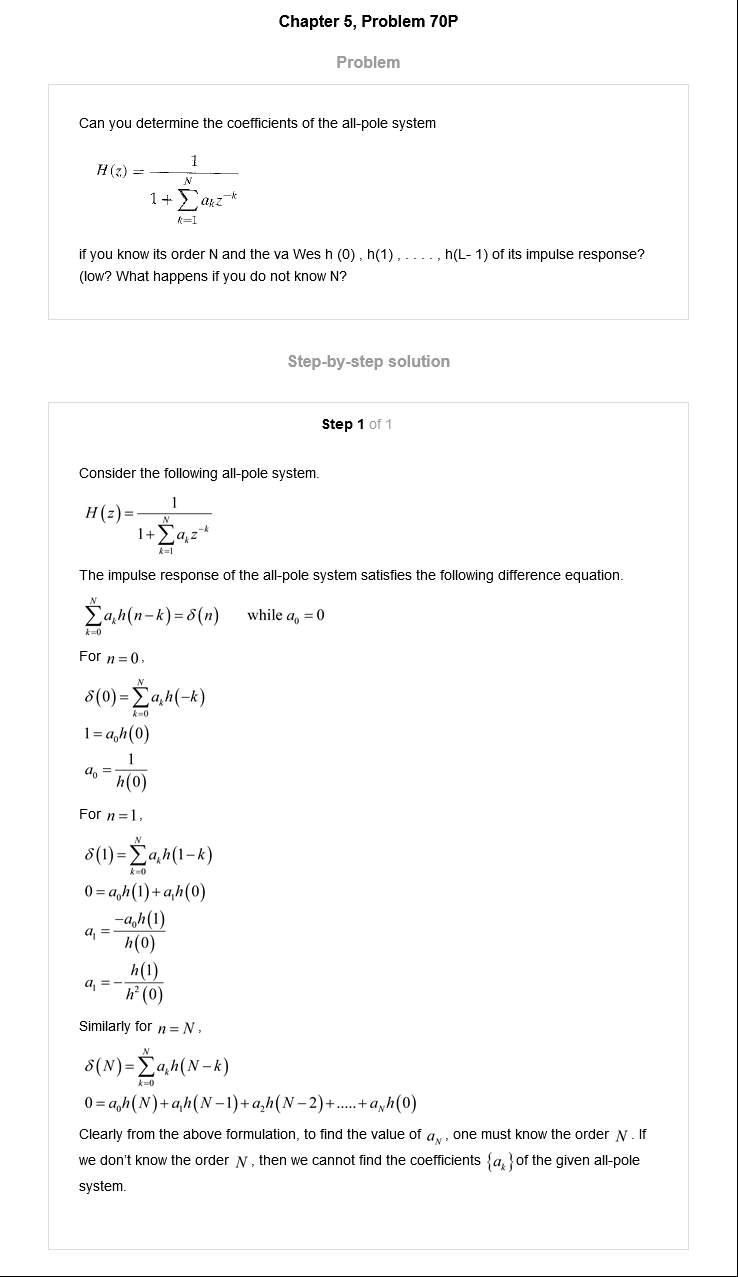 Chapter 5, Problem 70P
Problem
Can you determine the coefficients of the all-pole system
H(z) = \frac{1}{1 + \sum_{k=1}^{N} a_k z^{-k}}
if you know its order N and the va Wes h (0) , h(1) , . . . . , h(L- 1) of its impulse response?
(low? What happens if you do not know N?
Step-by-step solution
Step 1 of 1
Consider the following all-pole system.
H(z) = \frac{1}{1 + \sum_{k=1}^{N} a_k z^{-k}}
The impulse response of the all-pole system satisfies the following difference equation.
\sum_{k=0}^{N} a_k h(n-k) = δ(n) while a_0 = 0
For n = 0,
δ(0) = \sum_{k=0}^{N} a_k h(-k)
1 = a_0 h(0)
a_0 = \frac{1}{h(0)}
For n = 1,
δ(1) = \sum_{k=0}^{N} a_k h(1-k)
0 = a_0 h(1) + a_1 h(0)
a_1 = \frac{-a_0 h(1)}{h(0)}
a_1 = -\frac{h(1)}{h^2(0)}
Similarly for n = N,
δ(N) = \sum_{k=0}^{N} a_k h(N-k)
0 = a_0 h(N) + a_1 h(N-1) + a_2 h(N-2) + ..... + a_N h(0)
Clearly from the above formulation, to find the value of a_N, one must know the order N. If
we don't know the order N, then we cannot find the coefficients {a_k} of the given all-pole
system.